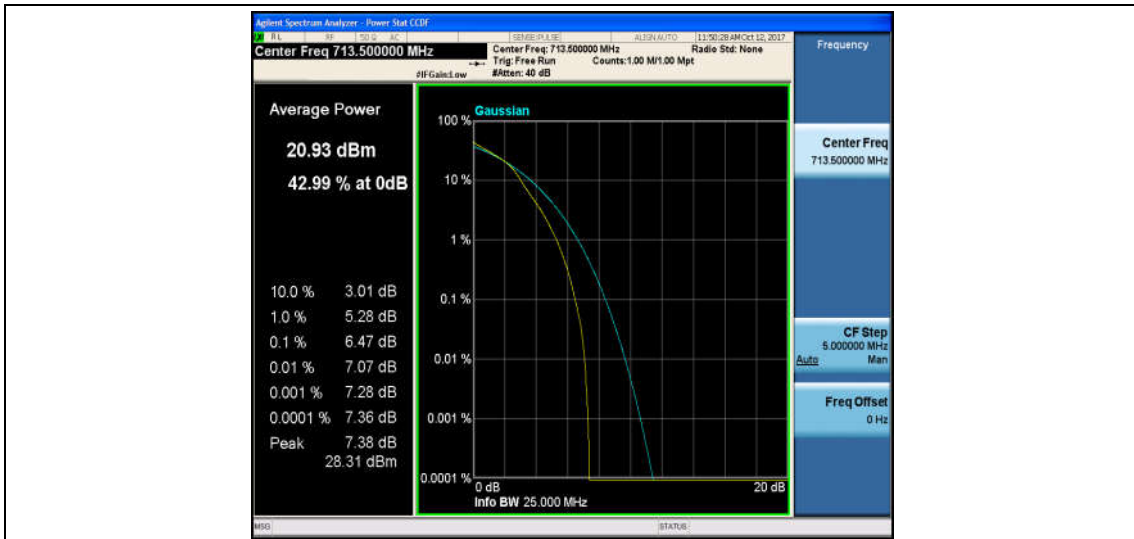 Agilent Spectrum Analyzer - Power Stat CCDF
RL RF 50 Ω AC SENSE:PULSE ALIGN AUTO 11:50:28 AM Oct 12, 2017
Center Freq 713.500000 MHz
Center Freq: 713.500000 MHz Radio Std: None
Trig: Free Run Counts:1.00 M/1.00 Mpt
#IFGain:Low #Atten: 40 dB
Frequency
Average Power
20.93 dBm
42.99 % at 0dB
10.0 % 3.01 dB
1.0 % 5.28 dB
0.1 % 6.47 dB
0.01 % 7.07 dB
0.001 % 7.28 dB
0.0001 % 7.36 dB
Peak 7.38 dB
28.31 dBm
Gaussian
100 %
10 %
1 %
0.1 %
0.01 %
0.001 %
0.0001 %
0 dB 20 dB
Info BW 25.000 MHz
Center Freq
713.500000 MHz
CF Step
5.000000 MHz
Auto Man
Freq Offset
0 Hz
MSG STATUS